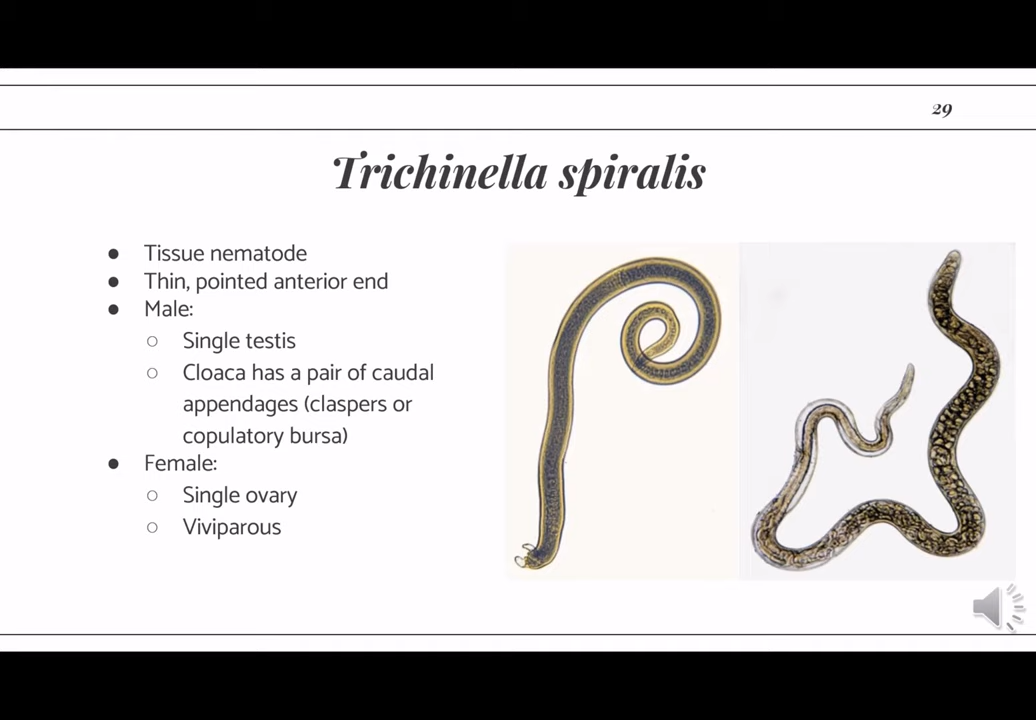 29
Trichinella spiralis
● Tissue nematode
● Thin, pointed anterior end
● Male:
○ Single testis
○ Cloaca has a pair of caudal
appendages (claspers or
copulatory bursa)
● Female:
○ Single ovary
○ Viviparous